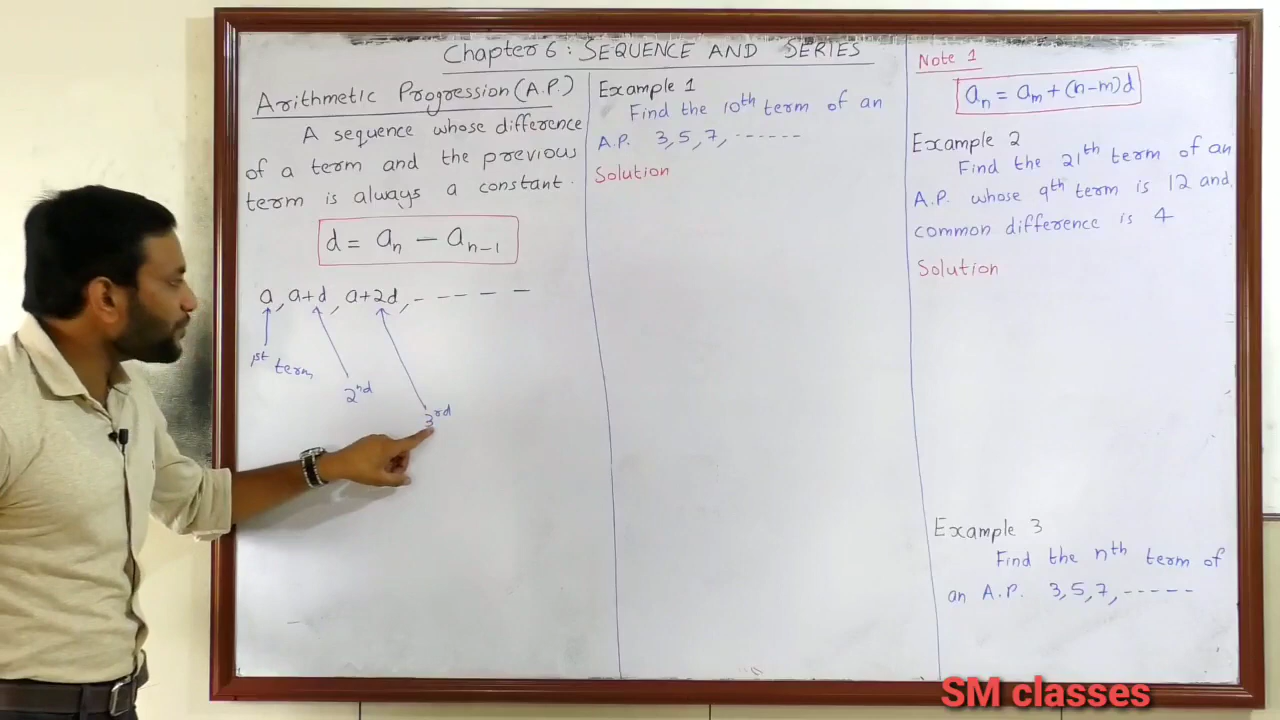 Chapter 6 : SEQUENCE AND SERIES
Arithmetic Progression (A.P.)
A sequence whose difference
of a term and the previous
term is always a constant.
d = aₙ − aₙ₋₁
a, a+d, a+2d, - - - - -
1st term
2nd
3rd
Example 1
Find the 10th term of an
A.P. 3, 5, 7, ------
Solution
Note 1
aₙ = aₘ + (n-m)d
Example 2
Find the 21th term of an
A.P. whose 9th term is 12 and
common difference is 4
Solution
Example 3
Find the nth term of
an A.P. 3, 5, 7, -----
SM classes